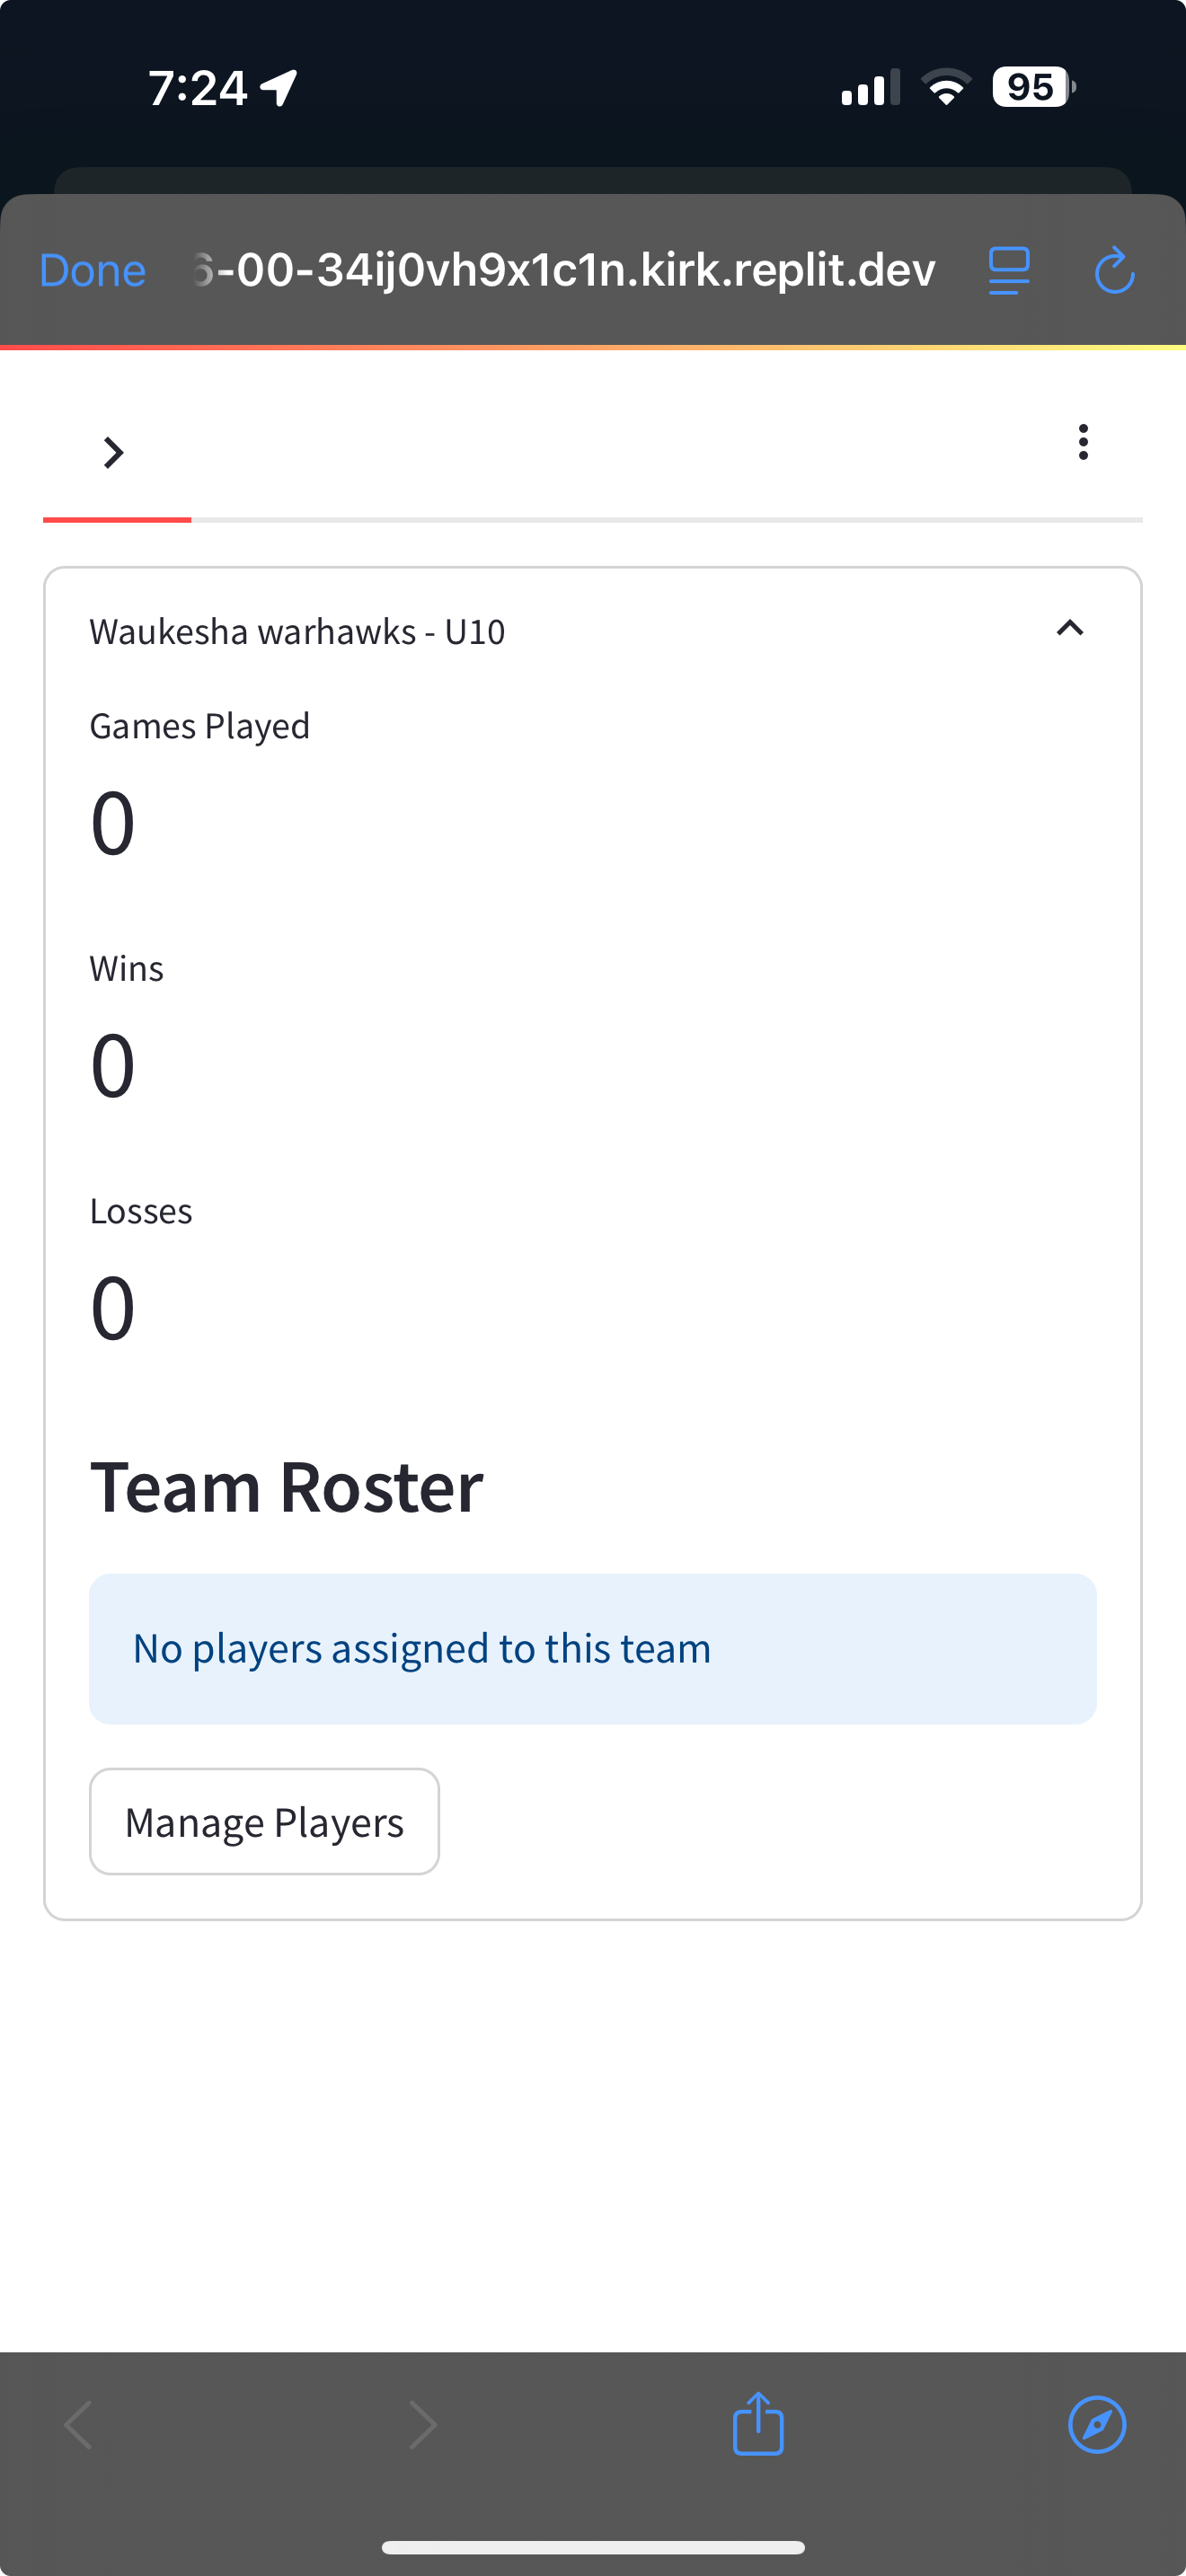 7:24
95
Done
6-00-34ij0vh9x1c1n.kirk.replit.dev
Waukesha warhawks - U10
Games Played
0
Wins
0
Losses
0
Team Roster
No players assigned to this team
Manage Players